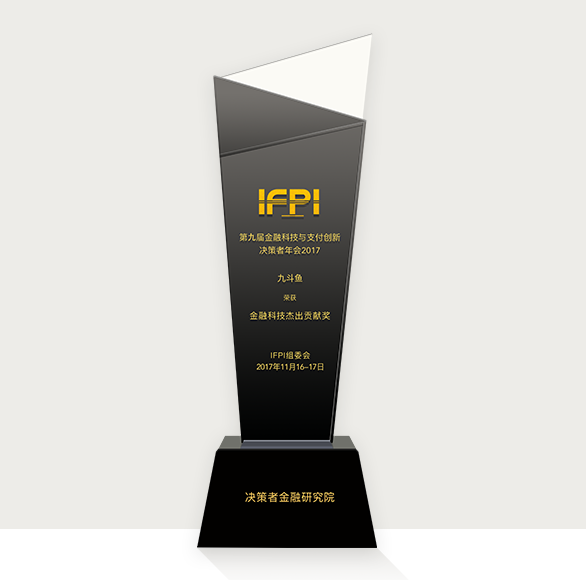 IFPI
第九届金融科技与支付创新
决策者年会2017
九斗鱼
荣获
金融科技杰出贡献奖
IFPI组委会
2017年11月16-17日
决策者金融研究院